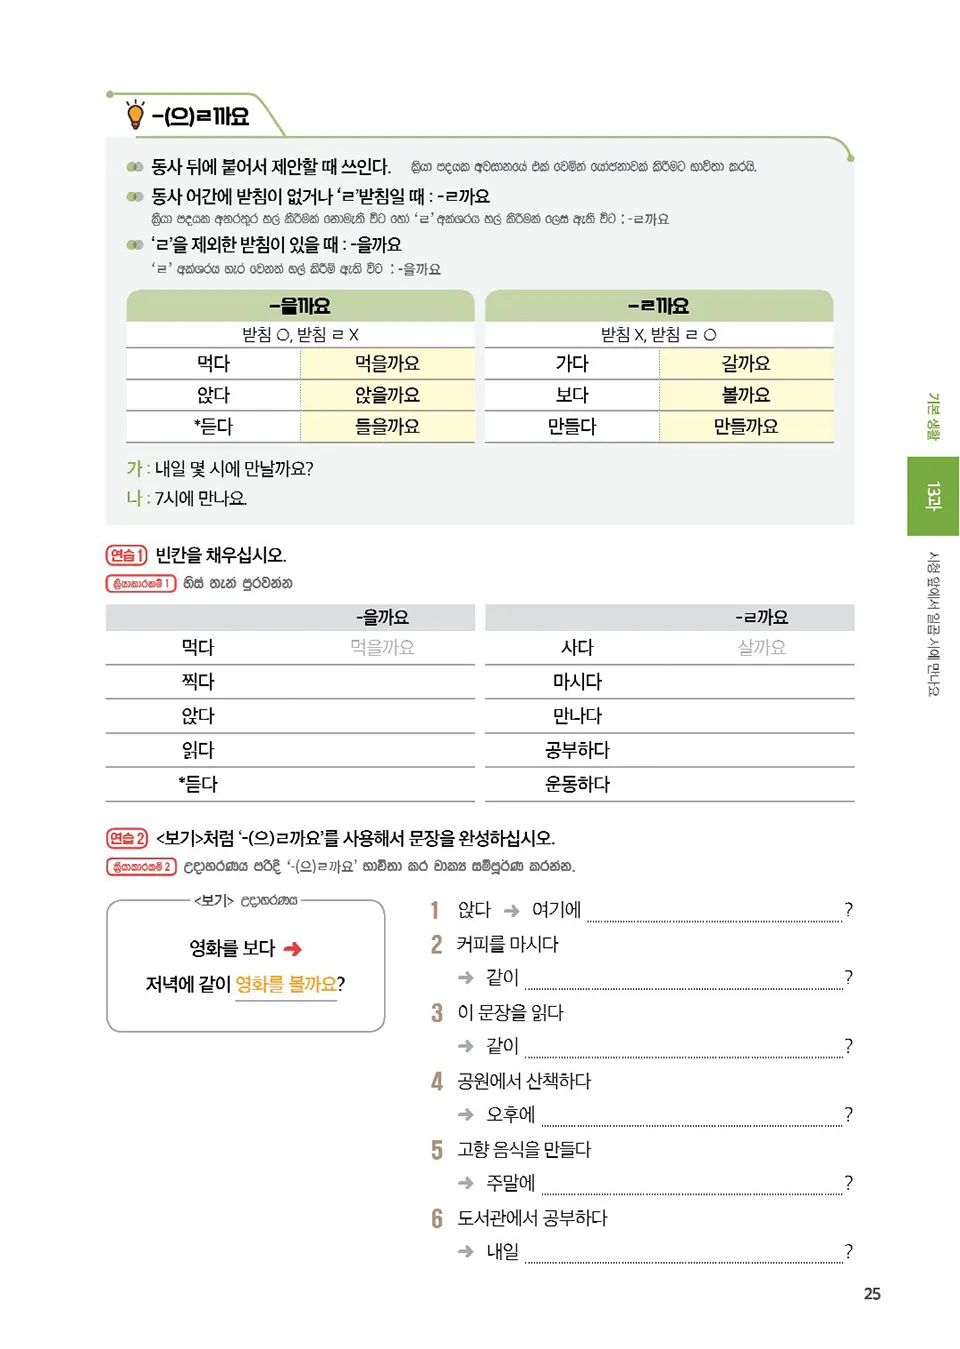 -(으)ㄹ까요
동사 뒤에 붙어서 제안할 때 쓰인다. ක්‍රියා පදයක අවසානයේ එක් වෙමින් යෝජනාවක් කිරීමට භාවිතා කරයි.
동사 어간에 받침이 없거나 ‘ㄹ’받침일 때 : -ㄹ까요
ක්‍රියා පදයක අතරතුර හල් කිරීමක් නොමැති විට හෝ ‘ㄹ’ අක්ශරය හල් කිරීමක් ලෙස ඇති විට : -ㄹ까요
‘ㄹ’을 제외한 받침이 있을 때 : -을까요
‘ㄹ’ අක්ශරය හැර වෙනත් හල් කිරීම් ඇති විට : -을까요
-을까요 -ㄹ까요
받침 O, 받침 ㄹ X 받침 X, 받침 ㄹ O
먹다 먹을까요 가다 갈까요
앉다 앉을까요 보다 볼까요
*듣다 들을까요 만들다 만들까요
가 : 내일 몇 시에 만날까요?
나 : 7시에 만나요.
연습 1 빈칸을 채우십시오.
ක්‍රියාකාරකම් 1 හිස් තැන් පුරවන්න
-을까요 -ㄹ까요
먹다 먹을까요 사다 살까요
찍다 마시다
앉다 만나다
읽다 공부하다
*듣다 운동하다
연습 2 <보기>처럼 ‘-(으)ㄹ까요’를 사용해서 문장을 완성하십시오.
ක්‍රියාකාරකම් 2 උදාහරණය පරිදි ‘-(으)ㄹ까요’ භාවිතා කර වාක්‍ය සම්පූර්ණ කරන්න.
<보기> උදාහරණය
영화를 보다 ➔
저녁에 같이 영화를 볼까요?
1 앉다 ➔ 여기에 ?
2 커피를 마시다
➔ 같이 ?
3 이 문장을 읽다
➔ 같이 ?
4 공원에서 산책하다
➔ 오후에 ?
5 고향 음식을 만들다
➔ 주말에 ?
6 도서관에서 공부하다
➔ 내일 ?
기본 생활
13과
시청 앞에서 일곱 시에 만나요
25